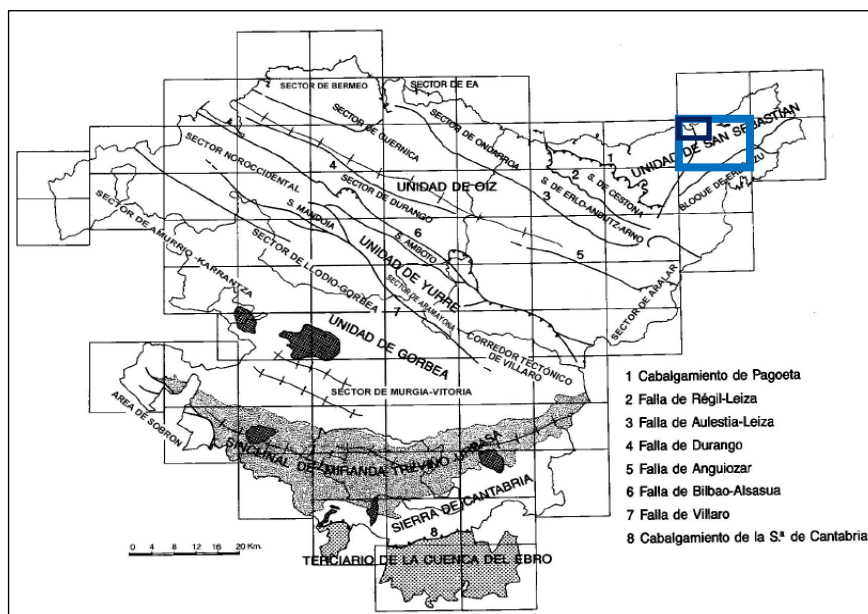 SECTOR DE BERMEO
SECTOR DE EA
SECTOR DE GUERNICA
SECTOR DE ONDARROA
UNIDAD DE SAN SEBASTIAN
4
1
SECTOR NOROCCIDENTAL
4
2
S. DE CESTONA
SECTOR DE DURANGO
UNIDAD DE OIZ
3
S. DE ERLO-ANDUTZ-ARNO
S. MANDOIA
6
S. AMBOTO
5
SECTOR DE AMURRIO-KARRANTZA
SECTOR DE LLODIO-GORBEA
UNIDAD DE YURRE
SECTOR DE ARAMAYONA
SECTOR DE ARALAR
7
UNIDAD DE GORBEA
CORREDOR TECTÓNICO
DE VILLARO
SECTOR DE MURGIA-VITORIA
AREA DE SOBRON
SINCLINAL DE MIRANDA TREVIÑO URBASA
SIERRA DE CANTABRIA
8
TERCIARIO DE LA CUENCA DEL EBRO
0 4 8 12 16 20 Km.
1 Cabalgamiento de Pagoeta
2 Falla de Régil-Leiza
3 Falla de Aulestia-Leiza
4 Falla de Durango
5 Falla de Anguiozar
6 Falla de Bilbao-Alsasua
7 Falla de Villaro
8 Cabalgamiento de la S.ª de Cantabria